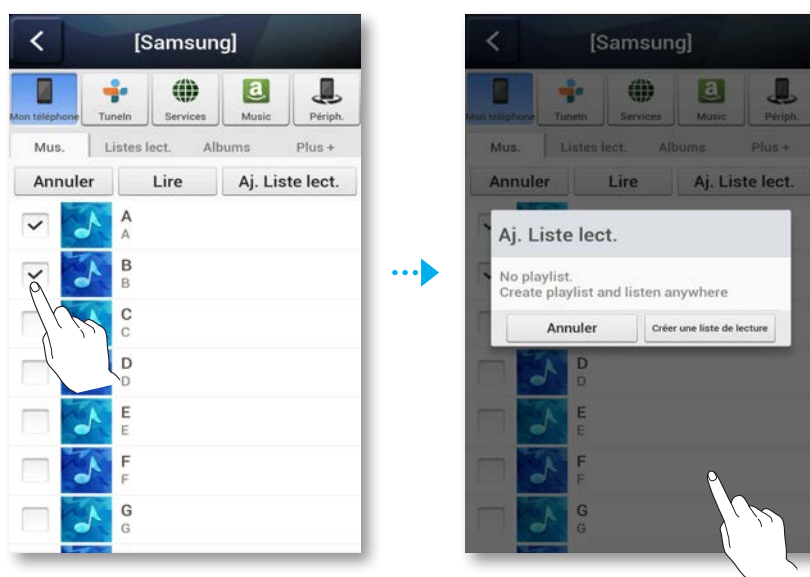 [Samsung]
Mon téléphone
TuneIn
Services
Music
Périph.
Mus.
Listes lect.
Albums
Plus +
Annuler
Lire
Aj. Liste lect.
A
A
B
B
C
C
D
D
E
E
F
F
G
G
[Samsung]
Mon téléphone
TuneIn
Services
Music
Périph.
Mus.
Listes lect.
Albums
Plus +
Annuler
Lire
Aj. Liste lect.
Aj. Liste lect.
No playlist.
Create playlist and listen anywhere
Annuler
Créer une liste de lecture
D
D
E
E
F
F
G
G